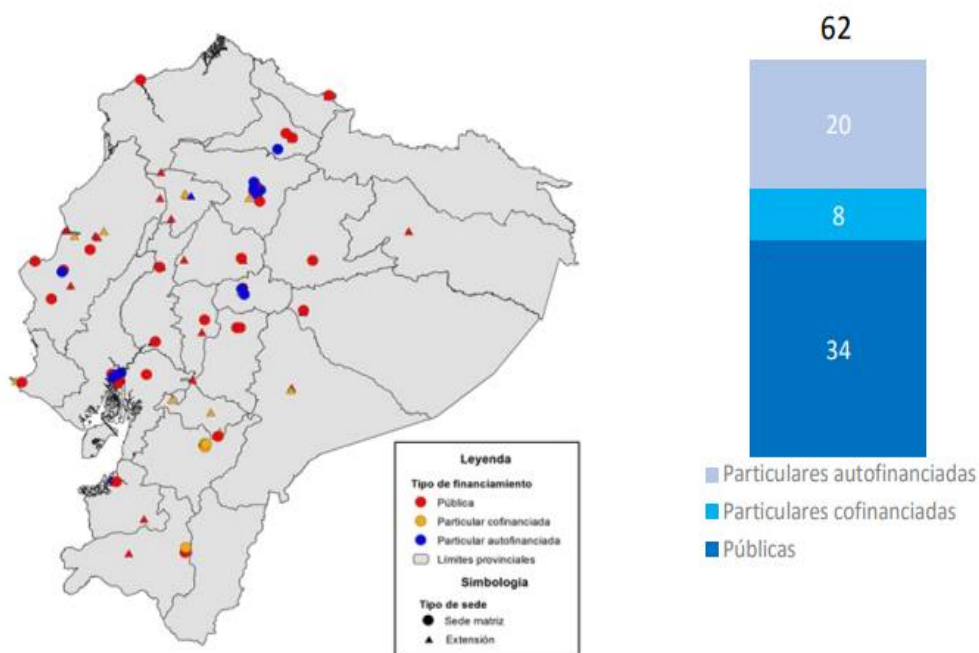 62
20
8
34
Particulares autofinanciadas
Particulares cofinanciadas
Públicas
Leyenda
Tipo de financiamiento
Pública
Particular cofinanciada
Particular autofinanciada
Límites provinciales
Simbología
Tipo de sede
Sede matriz
Extensión